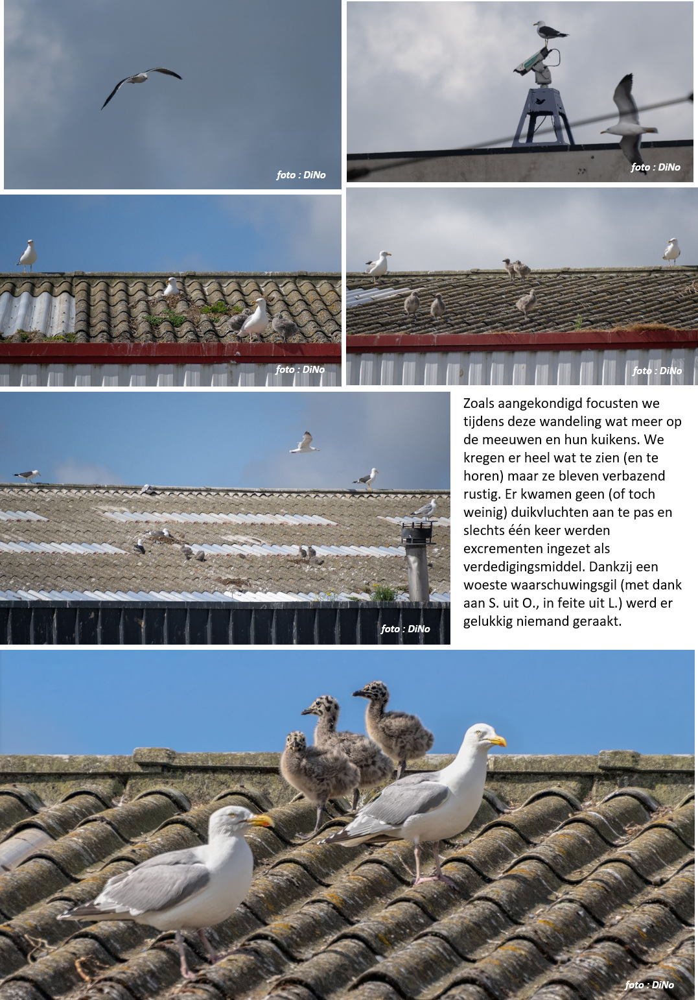 foto : DiNo
foto : DiNo
foto : DiNo
foto : DiNo
Zoals aangekondigd focusten we
tijdens deze wandeling wat meer op
de meeuwen en hun kuikens. We
kregen er heel wat te zien (en te
horen) maar ze bleven verbazend
rustig. Er kwamen geen (of toch
weinig) duikvluchten aan te pas en
slechts één keer werden
excrementen ingezet als
verdedigingsmiddel. Dankzij een
woeste waarschuwingsgil (met dank
aan S. uit O., in feite uit L.) werd er
gelukkig niemand geraakt.
foto : DiNo
foto : DiNo